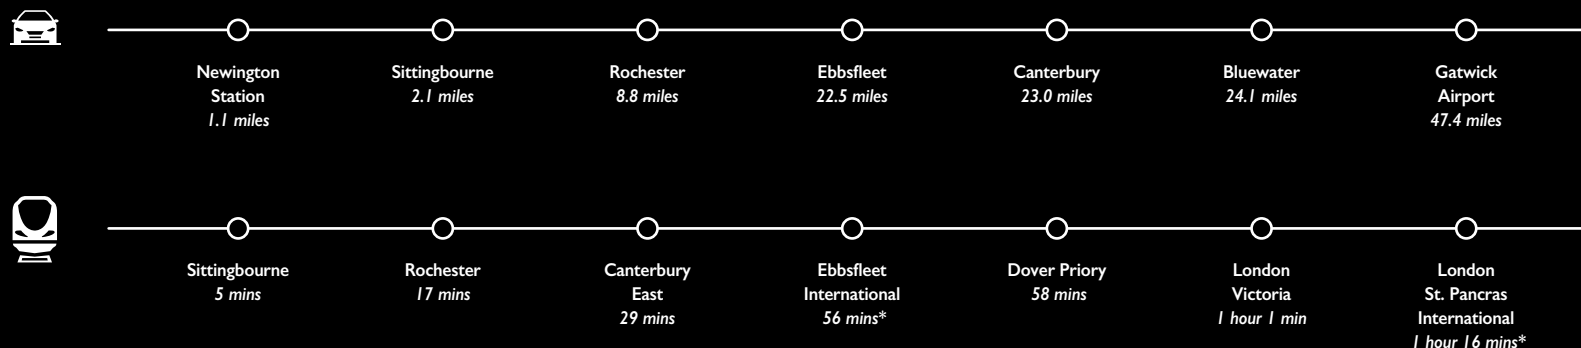 Newington
Station
1.1 miles
Sittingbourne
2.1 miles
Rochester
8.8 miles
Ebbsfleet
22.5 miles
Canterbury
23.0 miles
Bluewater
24.1 miles
Gatwick
Airport
47.4 miles
Sittingbourne
5 mins
Rochester
17 mins
Canterbury
East
29 mins
Ebbsfleet
International
56 mins*
Dover Priory
58 mins
London
Victoria
1 hour 1 min
London
St. Pancras
International
1 hour 16 mins*